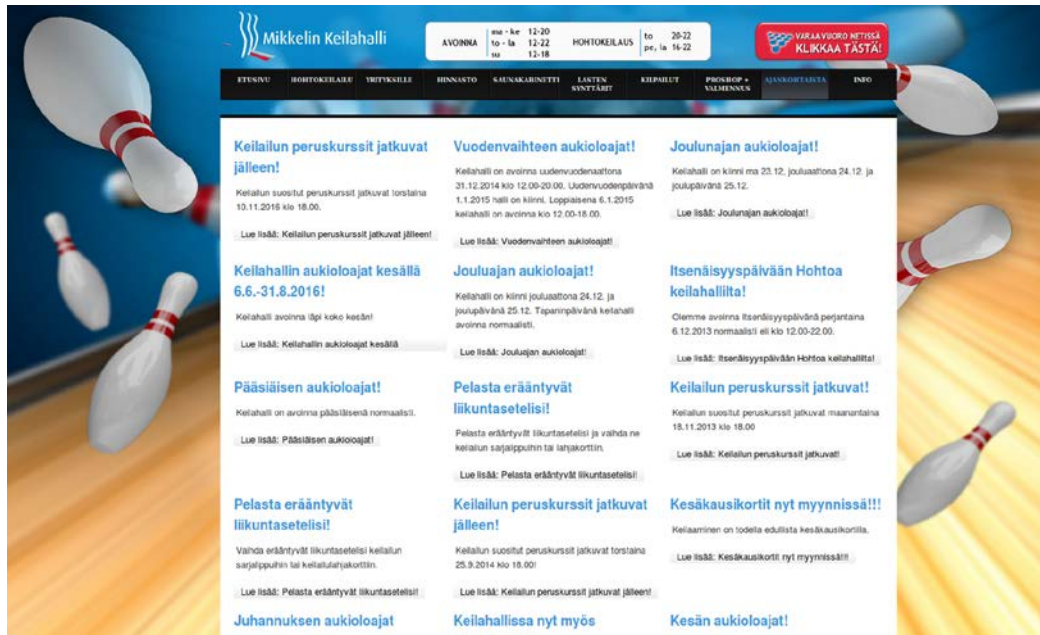 Mikkelin Keilahalli
AVOINNA
ma - ke 12-20
to - la 12-22
su 12-18
HOHTOKEILAUS
to 20-22
pe, la 16-22
VARAA VUORO NETISSÄ
KLIKKAA TÄSTÄ!
ETUSIVU HOHTOKEILAILU YRITYKSILLE HINNASTO SAUNAKABINETTI LASTEN SYNTTÄRIT KILPAILUT PROSHOP + VALMENNUS AJANKOHTAISTA INFO
Keilailun peruskurssit jatkuvat
jälleen!
Keilailun suositut peruskurssit jatkuvat torstaina
10.11.2016 klo 18.00.
Lue lisää: Keilailun peruskurssit jatkuvat jälleen!
Vuodenvaihteen aukioloajat!
Keilahalli on avoinna uudenvuodenaattona
31.12.2014 klo 12.00-20.00. Uudenvuodenpäivänä
1.1.2015 halli on kiinni. Loppiaisena 6.1.2015
keilahalli on avoinna klo 12.00-18.00.
Lue lisää: Vuodenvaihteen aukioloajat!
Joulunajan aukioloajat!
Keilahalli on kiinni ma 23.12, jouluaattona 24.12. ja
joulupäivänä 25.12.
Lue lisää: Joulunajan aukioloajat!
Keilahallin aukioloajat kesällä
6.6.-31.8.2016!
Keilahalli avoinna läpi koko kesän!
Lue lisää: Keilahallin aukioloajat kesällä
Jouluajan aukioloajat!
Keilahalli on kiinni jouluaattona 24.12. ja
joulupäivänä 25.12. Tapaninpäivänä keilahalli
avoinna normaalisti.
Lue lisää: Jouluajan aukioloajat!
Itsenäisyyspäivään Hohtoa
keilahallilta!
Olemme avoinna Itsenäisyyspäivänä perjantaina
6.12.2013 normaalisti eli klo 12.00-22.00.
Lue lisää: Itsenäisyyspäivään Hohtoa keilahallilta!
Pääsiäisen aukioloajat!
Keilahalli on avoinna pääsiäisenä normaalisti.
Lue lisää: Pääsiäisen aukioloajat!
Pelasta erääntyvät
liikuntasetelisi!
Pelasta erääntyvät liikuntasetelisi ja vaihda ne
keilailun sarjalippuihin tai lahjakorttiin.
Lue lisää: Pelasta erääntyvät liikuntasetelisi!
Keilailun peruskurssit jatkuvat!
Keilailun suositut peruskurssit jatkuvat maanantaina
18.11.2013 klo 18.00
Lue lisää: Keilailun peruskurssit jatkuvat!
Pelasta erääntyvät
liikuntasetelisi!
Vaihda erääntyvät liikuntasetelisi keilailun
sarjalippuihin tai keilailulahjakorttiin.
Lue lisää: Pelasta erääntyvät liikuntasetelisi!
Keilailun peruskurssit jatkuvat
jälleen!
Keilailun suositut peruskurssit jatkuvat torstaina
25.9.2014 klo 18.00!
Lue lisää: Keilailun peruskurssit jatkuvat jälleen!
Kesäkausikortit nyt myynnissä!!!
Keilaaminen on todella edullista kesäkausikortilla.
Lue lisää: Kesäkausikortit nyt myynnissä!!!
Juhannuksen aukioloajat
Keilahallissa nyt myös
Kesän aukioloajat!